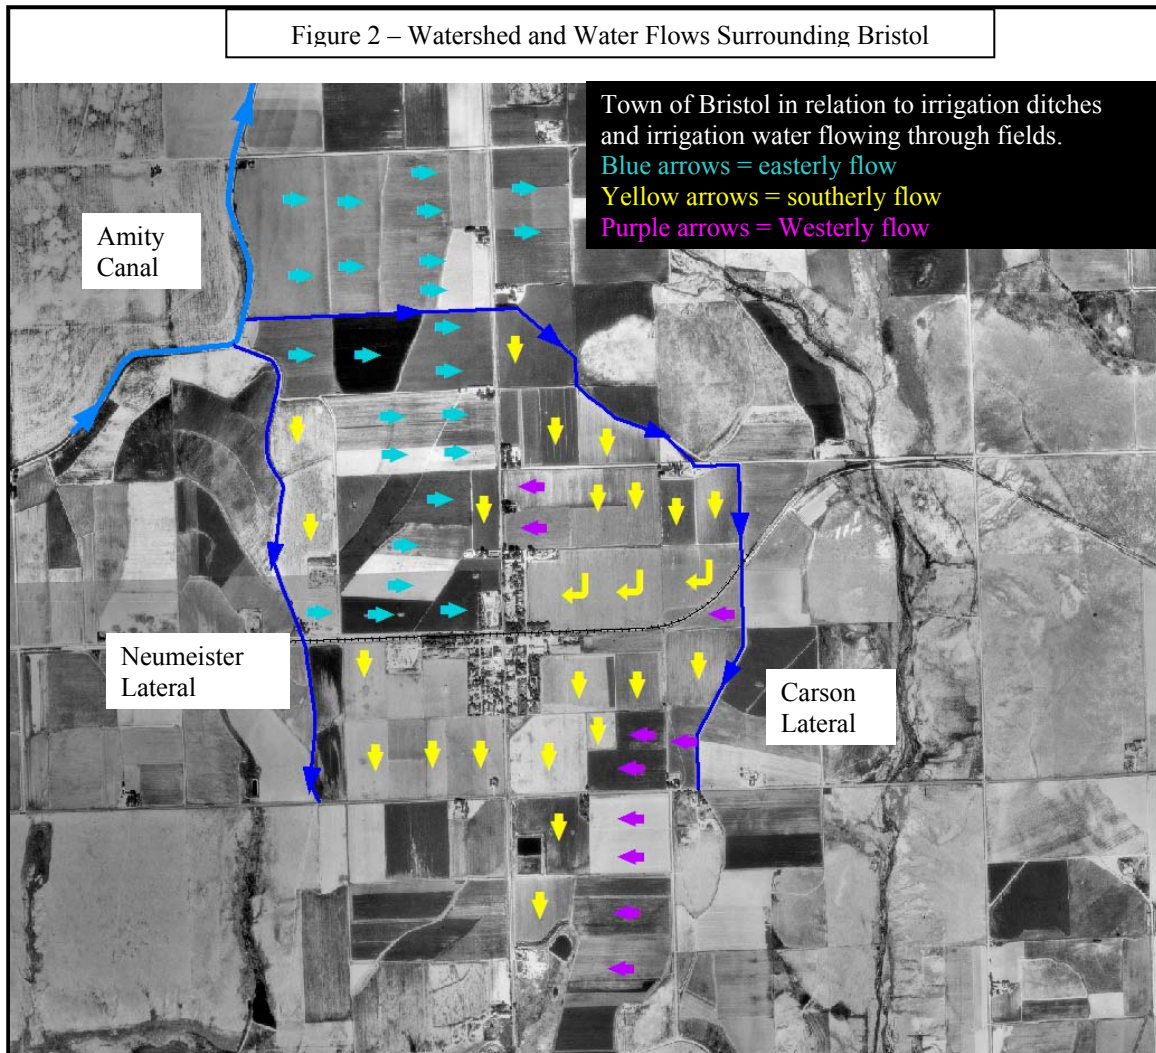 Figure 2 – Watershed and Water Flows Surrounding Bristol
Town of Bristol in relation to irrigation ditches
and irrigation water flowing through fields.
Blue arrows = easterly flow
Yellow arrows = southerly flow
Purple arrows = Westerly flow
Amity
Canal
Neumeister
Lateral
Carson
Lateral